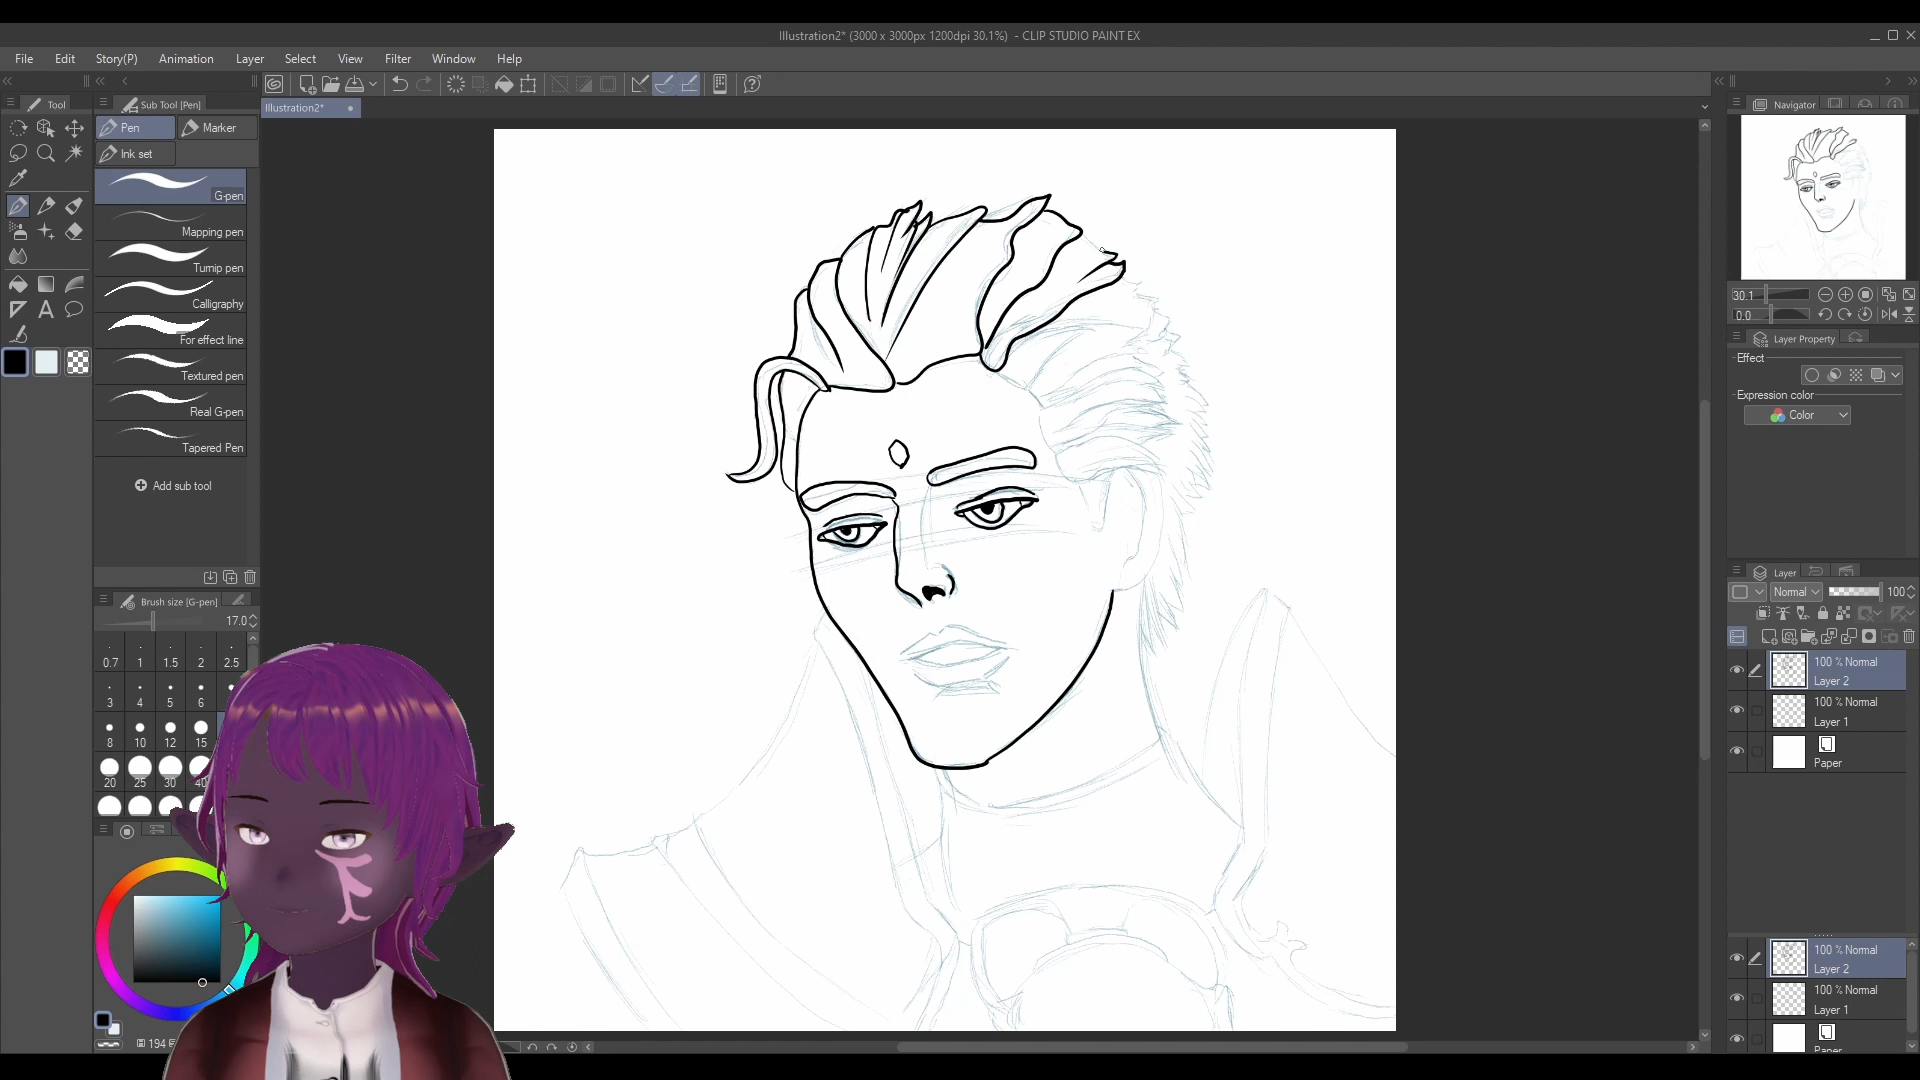 Illustration2* (3000 x 3000px 1200dpi 30.1%) - CLIP STUDIO PAINT EX
File Edit Story(P) Animation Layer Select View Filter Window Help
Tool
Sub Tool [Pen]
Illustration2*
Navigator
Pen
Marker
Ink set
G-pen
Mapping pen
Turnip pen
Calligraphy
For effect line
Textured pen
Real G-pen
Tapered Pen
Add sub tool
Brush size [G-pen]
17.0
0.7 1 1.5 2 2.5
3 4 5 6
8 10 12 15
20 25 30 40
194
30.1
0.0
Layer Property
Effect
Expression color
Color
Layer
Normal 100
100 % Normal
Layer 2
100 % Normal
Layer 1
Paper
100 % Normal
Layer 2
100 % Normal
Layer 1
Paper